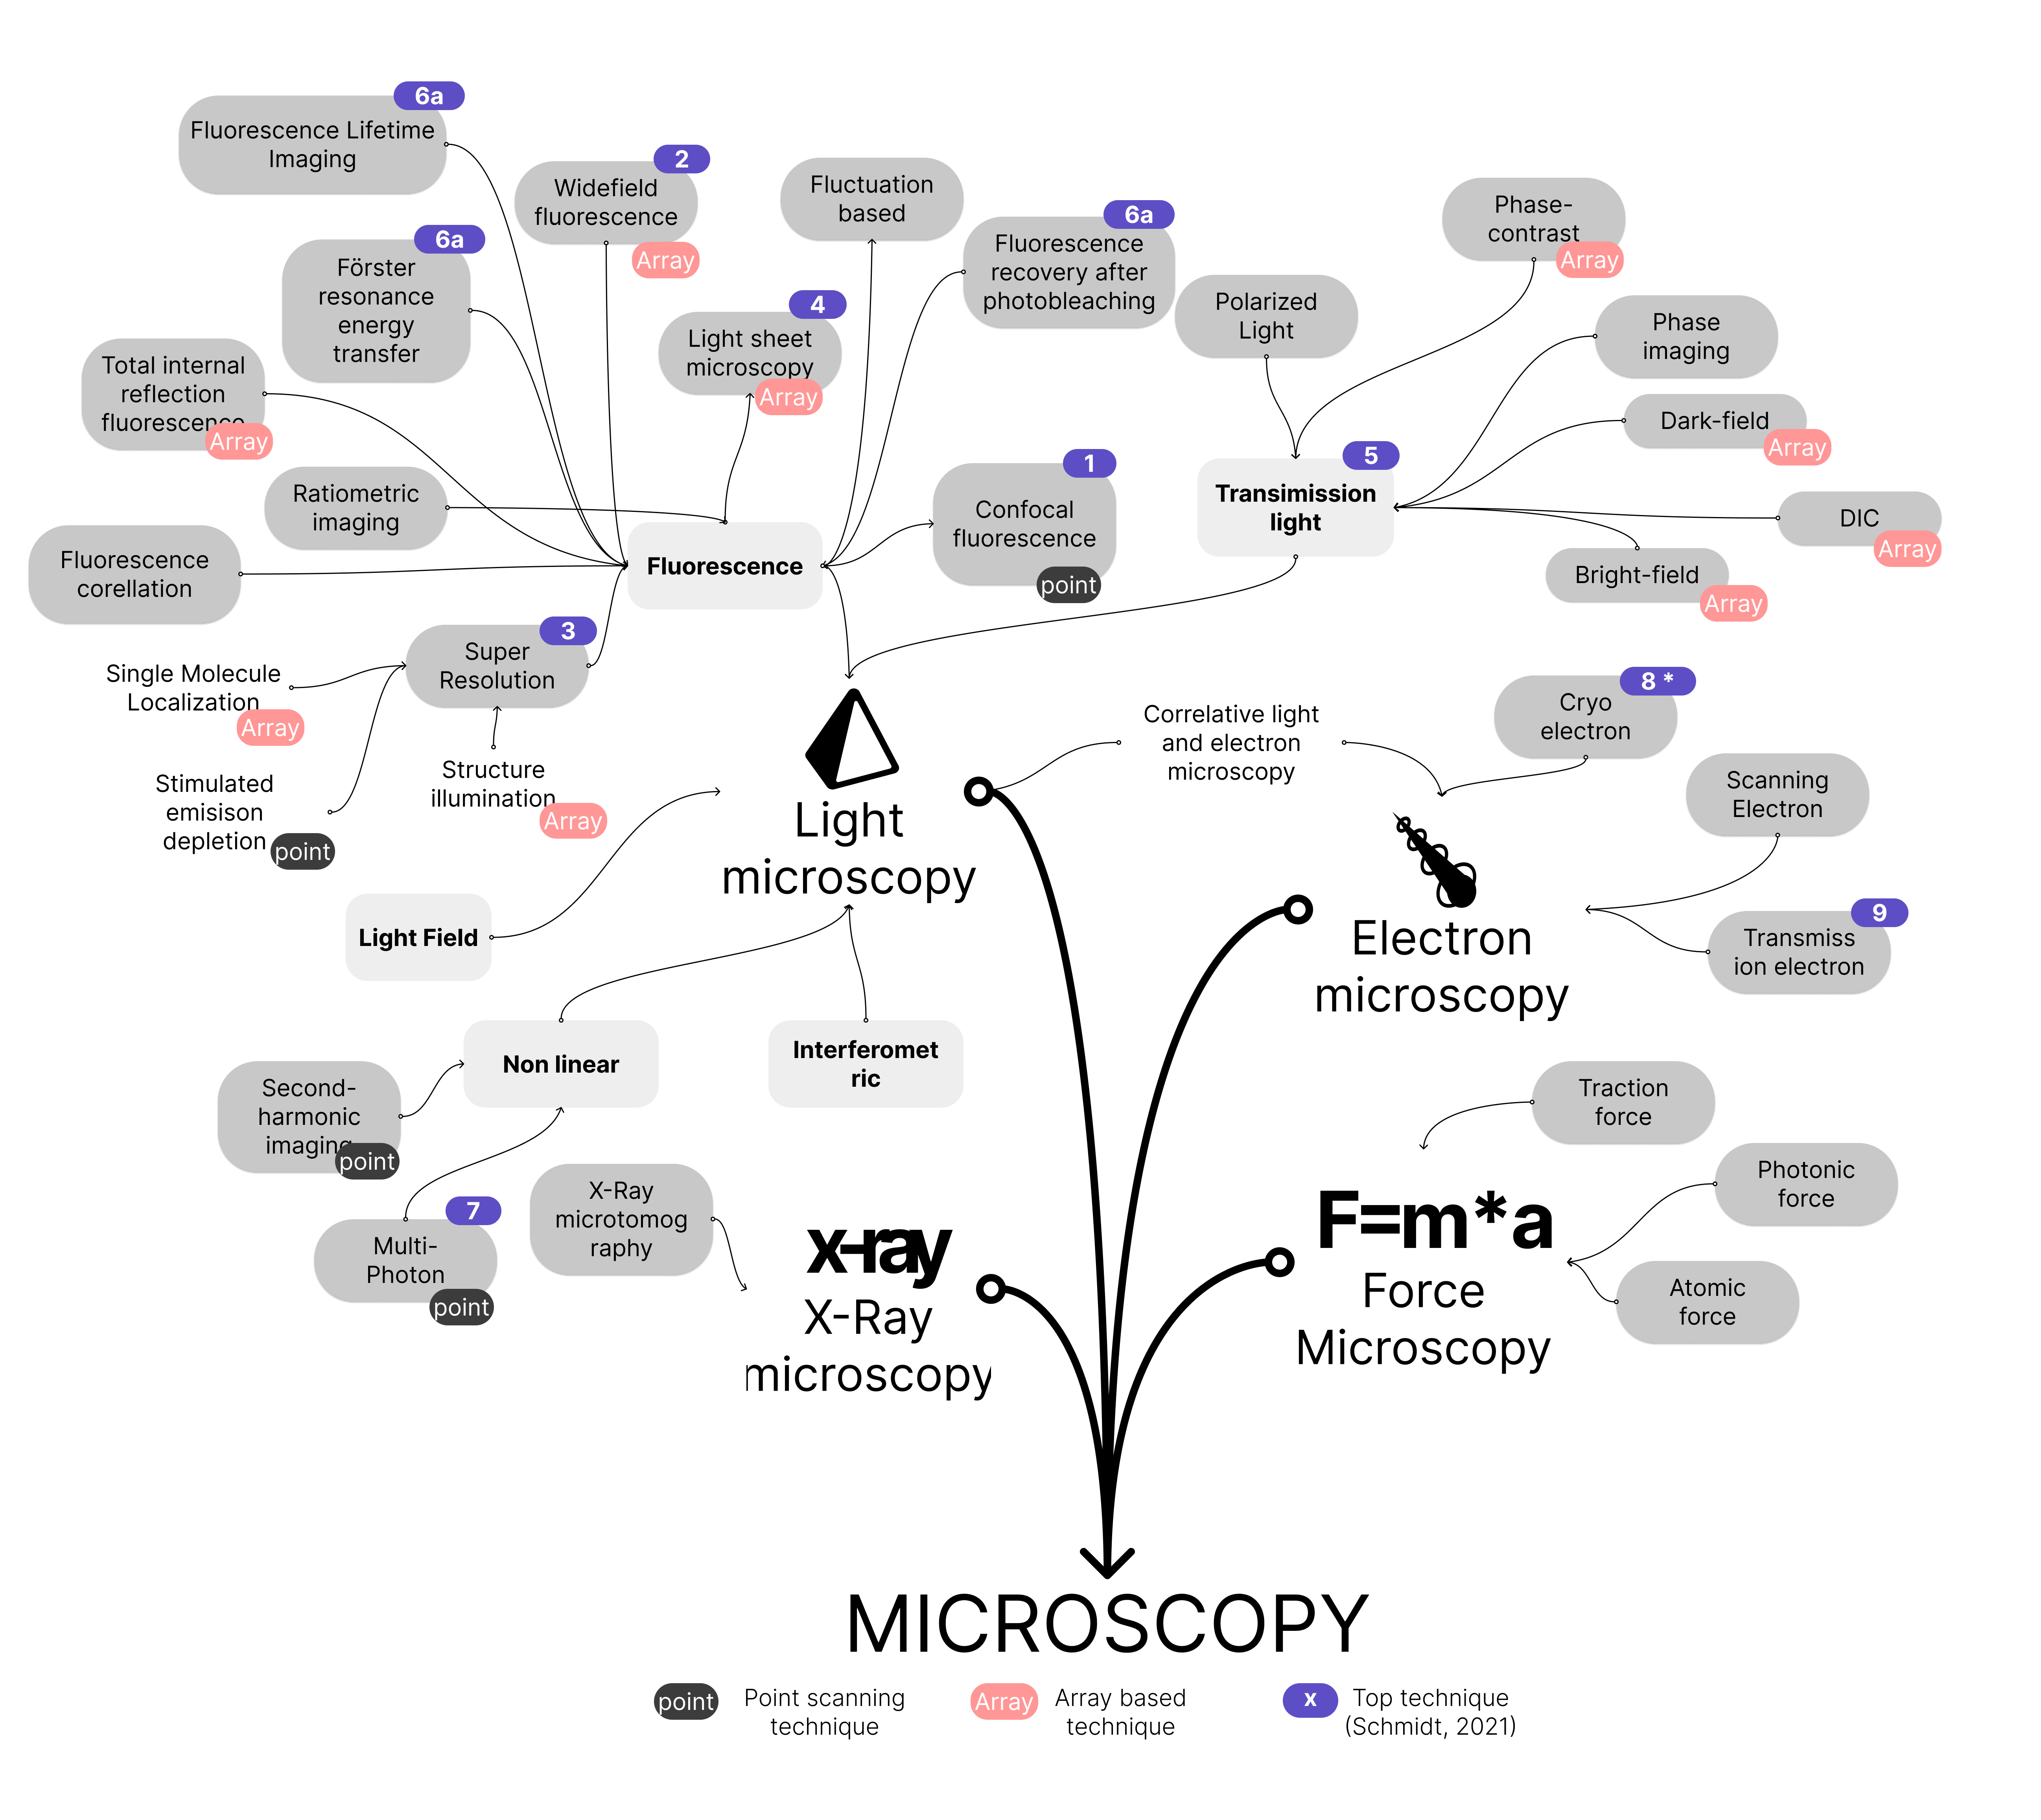 6a
Fluorescence Lifetime
Imaging
2
Widefield
fluorescence
Array
Fluctuation
based
6a
Fluorescence
recovery after
photobleaching
Phase-
contrast
Array
6a
Förster
resonance
energy
transfer
4
Light sheet
microscopy
Array
Polarized
Light
Phase
imaging
Total internal
reflection
fluorescence
Array
Dark-field
Array
Ratiometric
imaging
1
Confocal
fluorescence
point
5
Transimission
light
DIC
Array
Fluorescence
corellation
Fluorescence
Bright-field
Array
3
Super
Resolution
Single Molecule
Localization
Array
Stimulated
emisison
depletion
point
Structure
illumination
Array
Light
microscopy
Correlative light
and electron
microscopy
8 *
Cryo
electron
Scanning
Electron
9
Transmiss
ion electron
Electron
microscopy
Light Field
Non linear
Interferomet
ric
Second-
harmonic
imaging
point
7
Multi-
Photon
point
X-Ray
microtomog
raphy
x-ray
X-Ray
microscopy
Traction
force
Photonic
force
Atomic
force
F=m*a
Force
Microscopy
MICROSCOPY
point
Point scanning
technique
Array
Array based
technique
x
Top technique
(Schmidt, 2021)